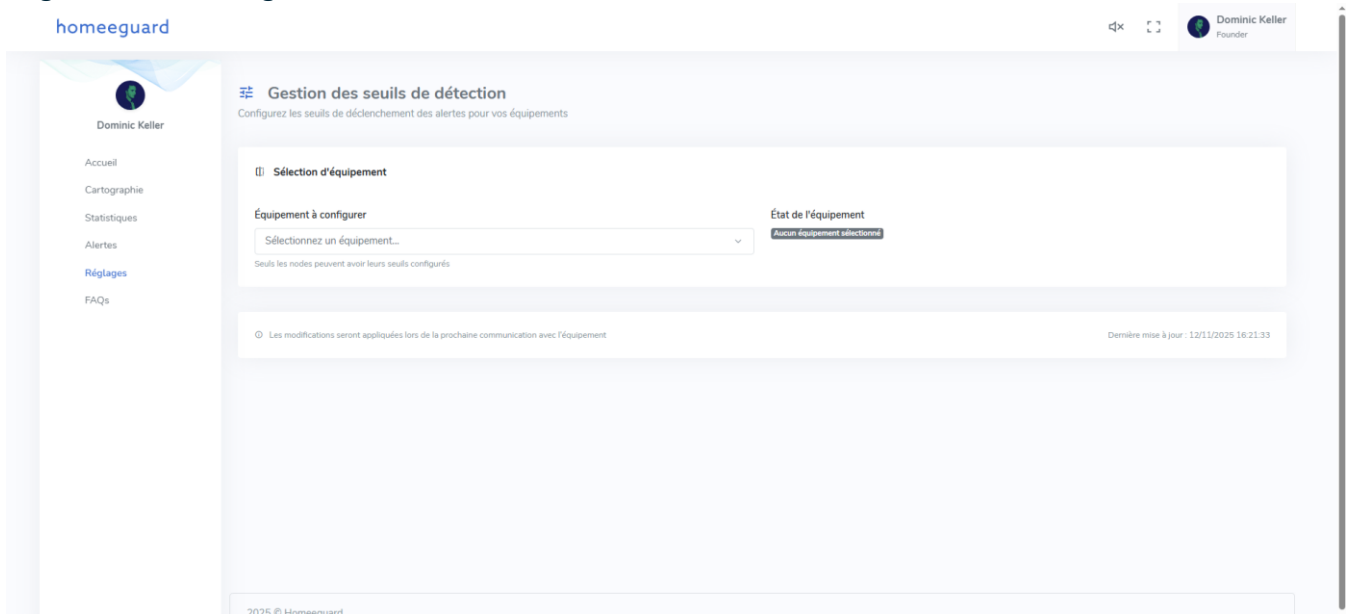 homeeguard
Dominic Keller
Founder
Dominic Keller
Accueil
Cartographie
Statistiques
Alertes
Réglages
FAQs
Gestion des seuils de détection
Configurez les seuils de déclenchement des alertes pour vos équipements
Sélection d'équipement
Équipement à configurer
Sélectionnez un équipement...
Seuls les nodes peuvent avoir leurs seuils configurés
État de l'équipement
Aucun équipement sélectionné
Les modifications seront appliquées lors de la prochaine communication avec l'équipement
Dernière mise à jour : 12/11/2025 16:21:33
2025 © Homeeguard